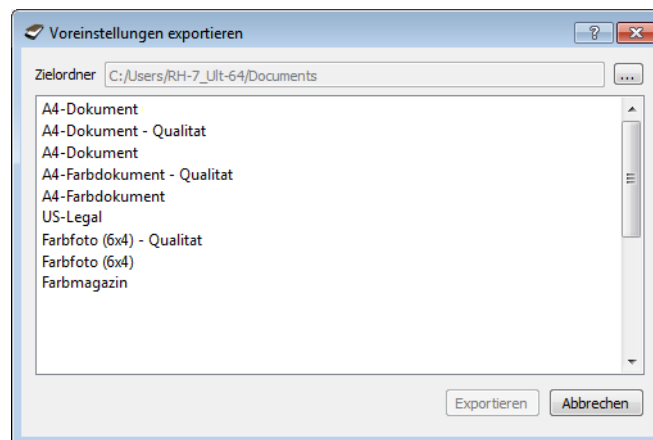 Voreinstellungen exportieren
Zielordner C:/Users/RH-7_Ult-64/Documents ...
A4-Dokument
A4-Dokument - Qualitat
A4-Dokument
A4-Farbdokument - Qualitat
A4-Farbdokument
US-Legal
Farbfoto (6x4) - Qualitat
Farbfoto (6x4)
Farbmagazin
Exportieren Abbrechen